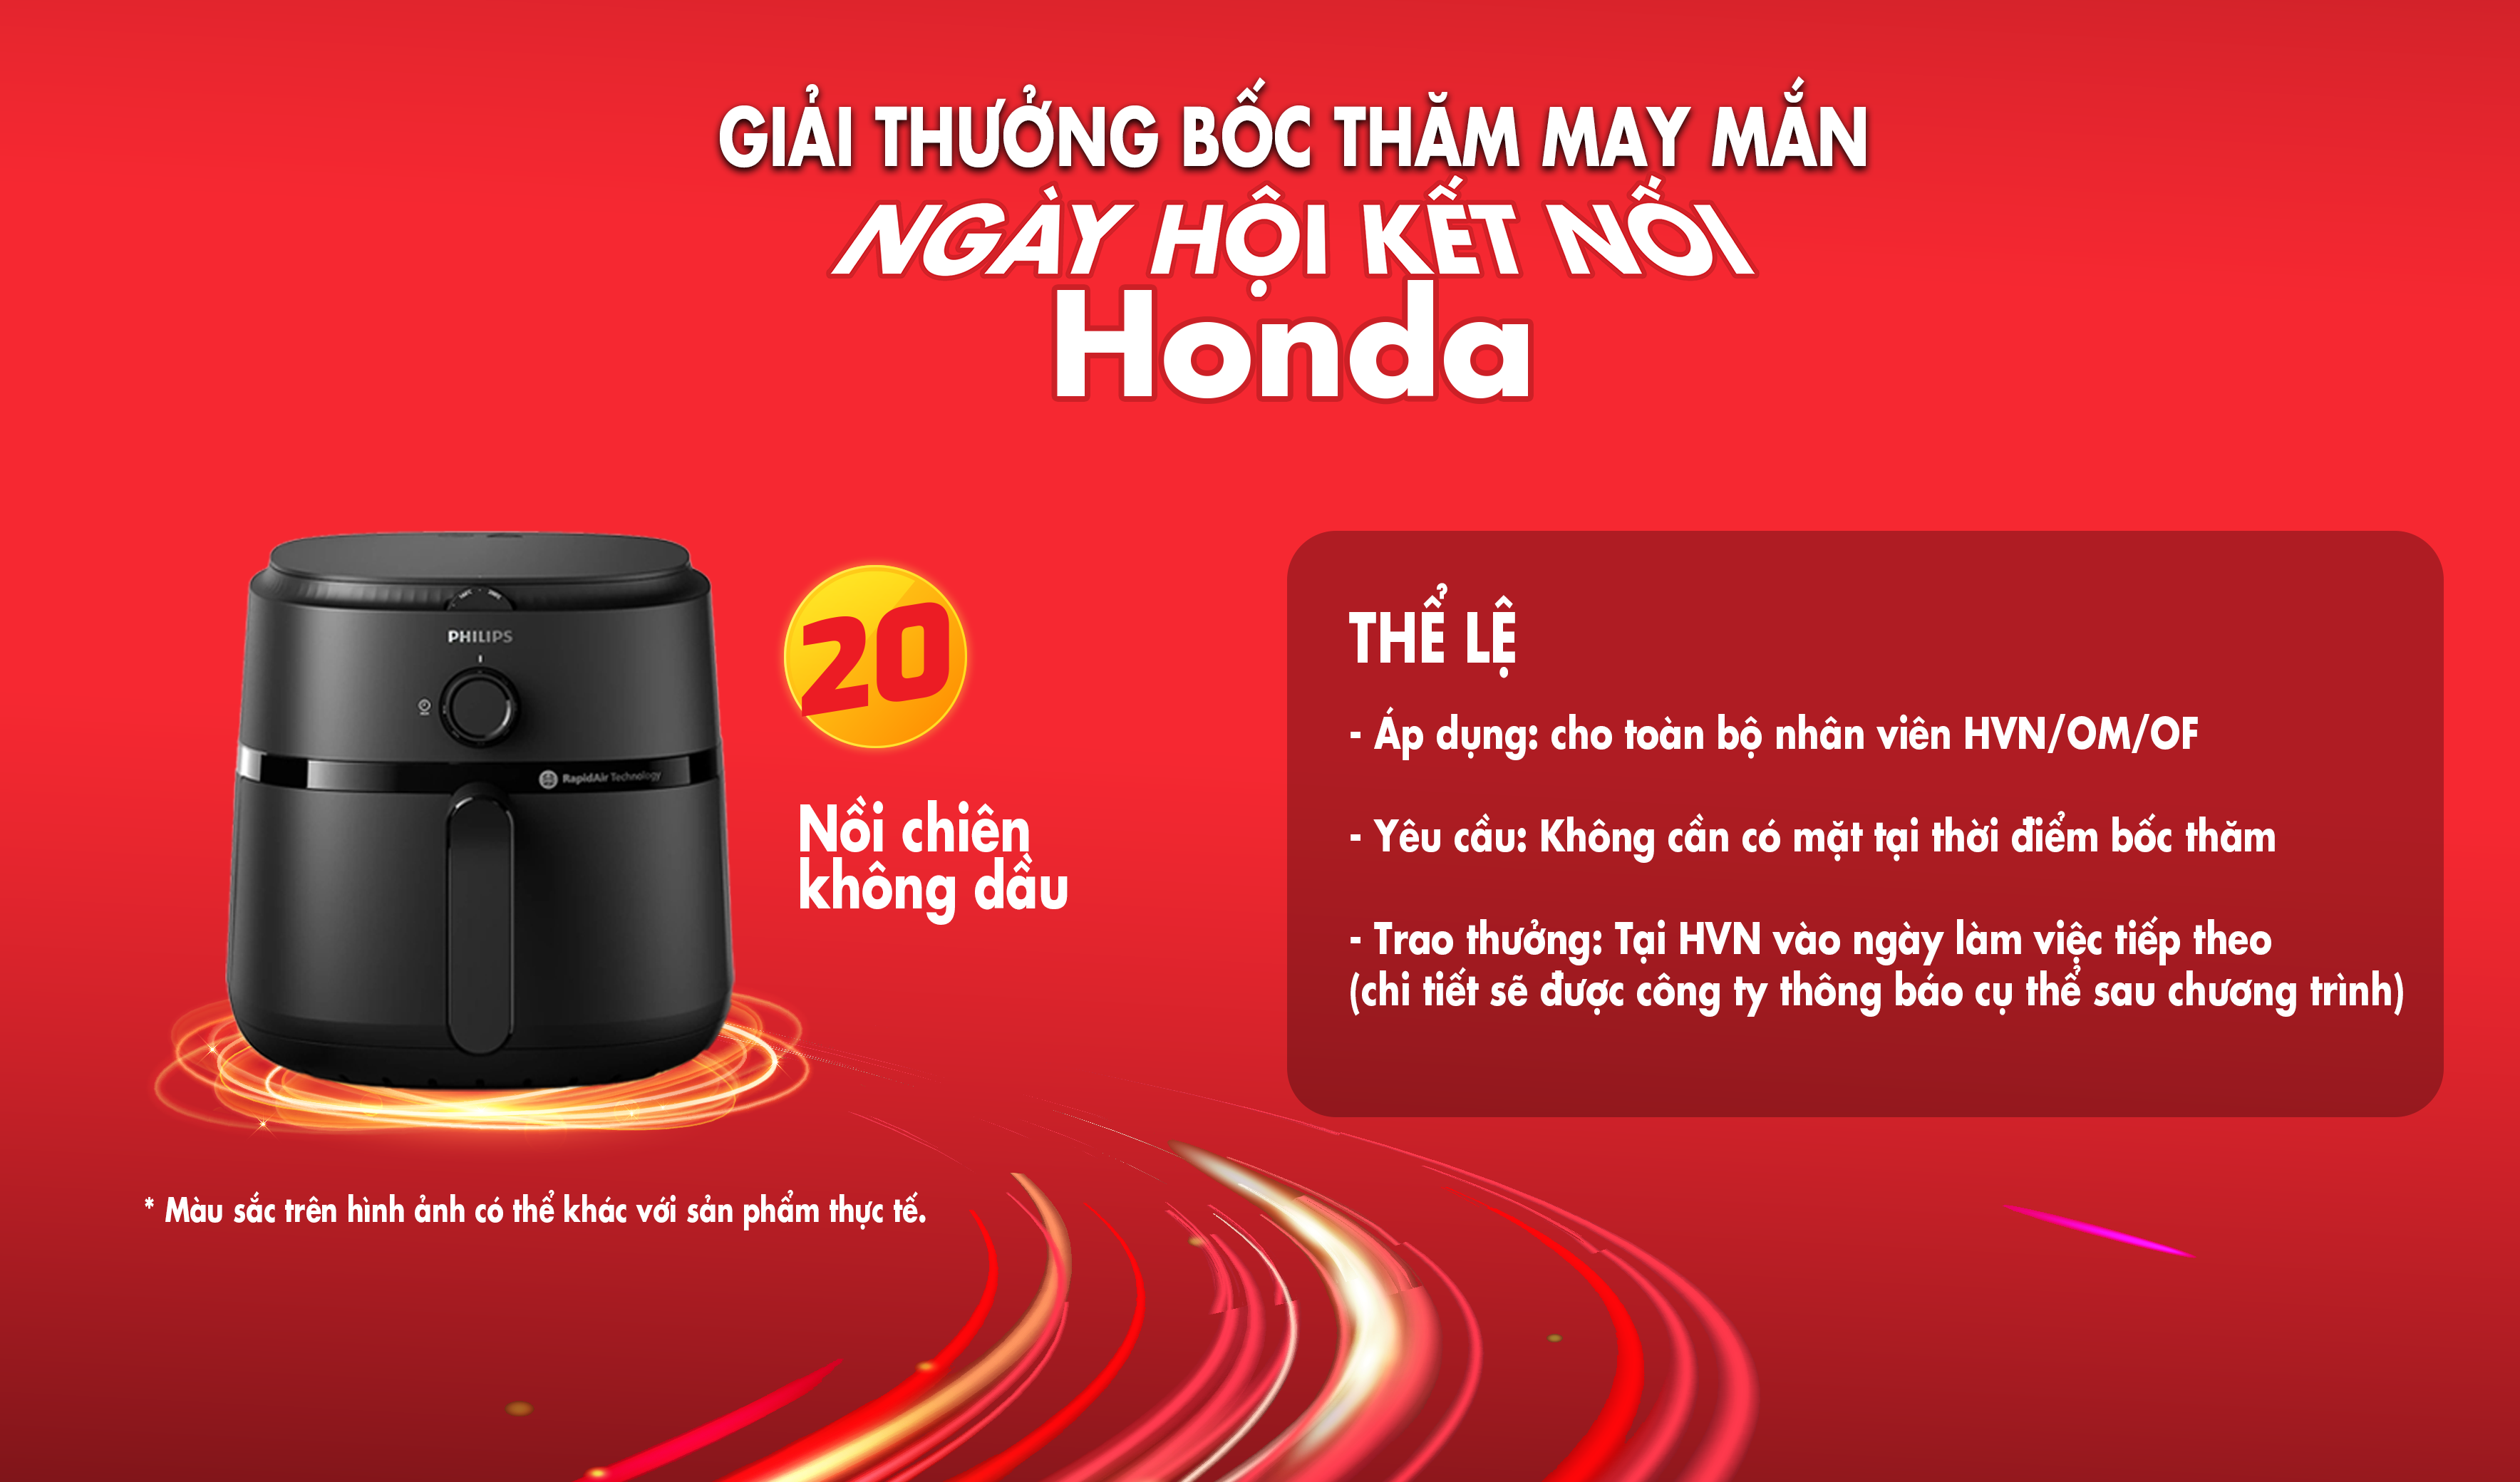 GIẢI THƯỞNG BỐC THĂM MAY MẮN
NGÀY HỘI KẾT NỐI
Honda
PHILIPS
RapidAir Technology
20
Nồi chiên
không dầu
THỂ LỆ
- Áp dụng: cho toàn bộ nhân viên HVN/OM/OF
- Yêu cầu: Không cần có mặt tại thời điểm bốc thăm
- Trao thưởng: Tại HVN vào ngày làm việc tiếp theo
(chi tiết sẽ được công ty thông báo cụ thể sau chương trình)
* Màu sắc trên hình ảnh có thể khác với sản phẩm thực tế.